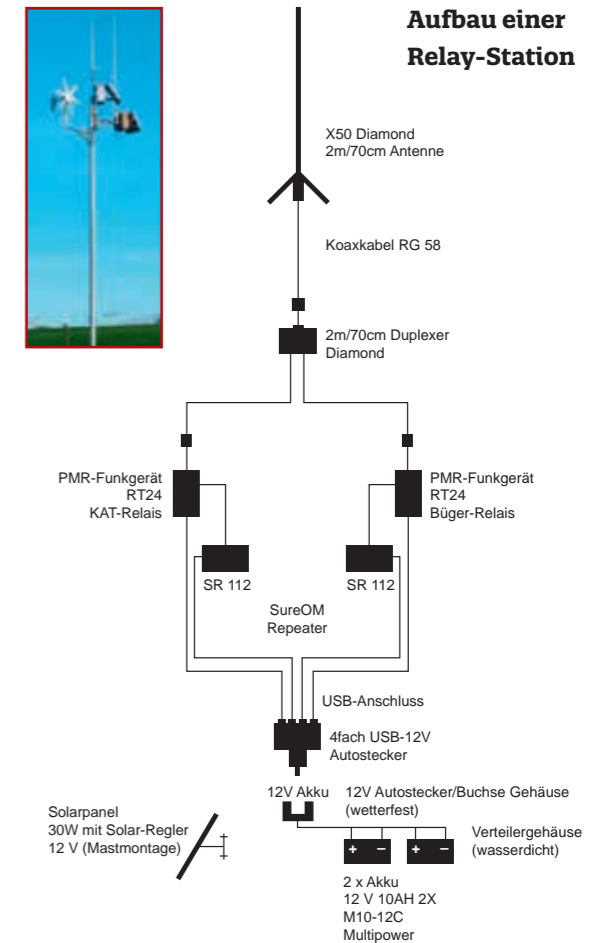 Aufbau einer
Relay-Station
X50 Diamond
2m/70cm Antenne
Koaxkabel RG 58
2m/70cm Duplexer
Diamond
PMR-Funkgerät
RT24
KAT-Relais
PMR-Funkgerät
RT24
Büger-Relais
SR 112
SR 112
SureOM
Repeater
USB-Anschluss
4fach USB-12V
Autostecker
12V Akku
12V Autostecker/Buchse Gehäuse
(wetterfest)
Solarpanel
30W mit Solar-Regler
12 V (Mastmontage)
+ −
+ −
Verteilergehäuse
(wasserdicht)
2 x Akku
12 V 10AH 2X
M10-12C
Multipower